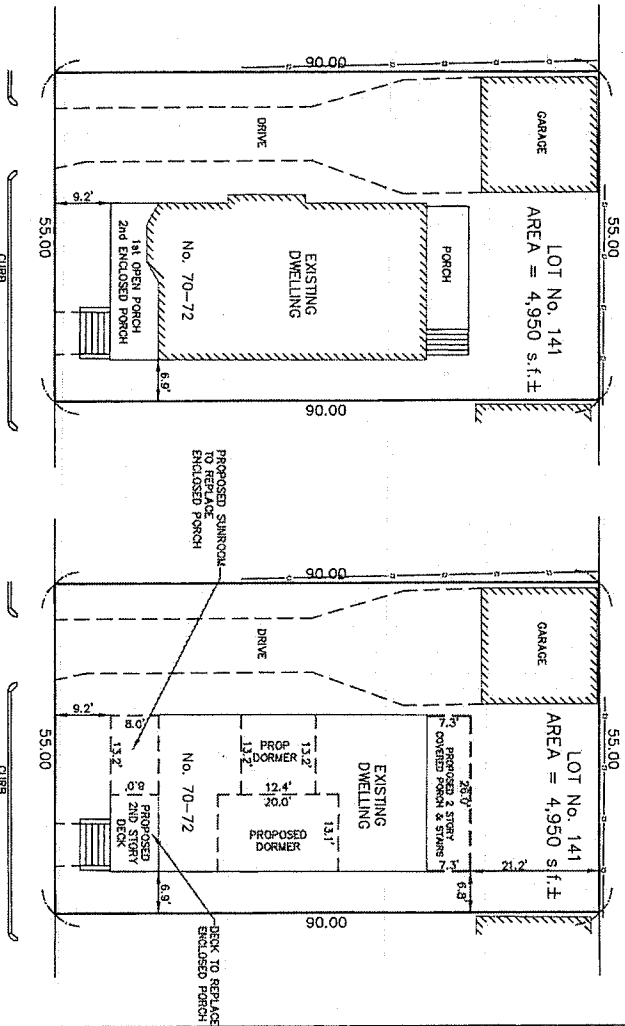 90.00
GARAGE
55.00
LOT No. 141
AREA = 4,950 s.f.±
DRIVE
PORCH
EXISTING
DWELLING
No. 70-72
1st OPEN PORCH
2nd ENCLOSED PORCH
9.2'
6.9'
55.00
90.00
CURB
90.00
GARAGE
LOT No. 141
AREA = 4,950 s.f.±
DRIVE
21.2'
26.0'
PROPOSED 2 STORY
COVERED PORCH & STAIRS
7.3'
7.3'
6.8'
EXISTING
DWELLING
PROP
DORMER
13.2'
13.2'
12.4'
20.0'
PROPOSED
DORMER
13.1'
No. 70-72
8.0'
13.2'
8.0'
PROPOSED
2ND STORY
DECK
9.2'
6.9'
55.00
90.00
PROPOSED SUNROOM
TO REPLACE
ENCLOSED PORCH
DECK TO REPLACE
ENCLOSED PORCH
CURB